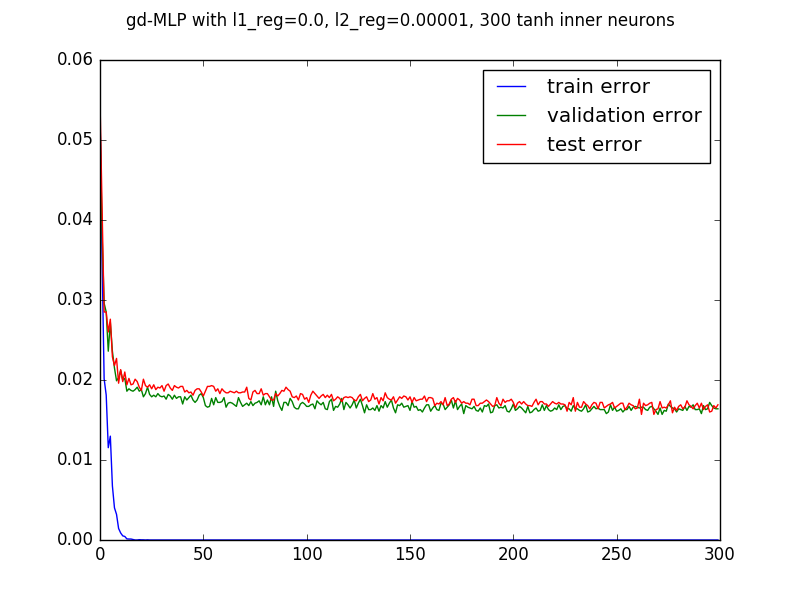 gd-MLP with l1_reg=0.0, l2_reg=0.00001, 300 tanh inner neurons
0.06
0.05
0.04
0.03
0.02
0.01
0.00
train error
validation error
test error
0 50 100 150 200 250 300